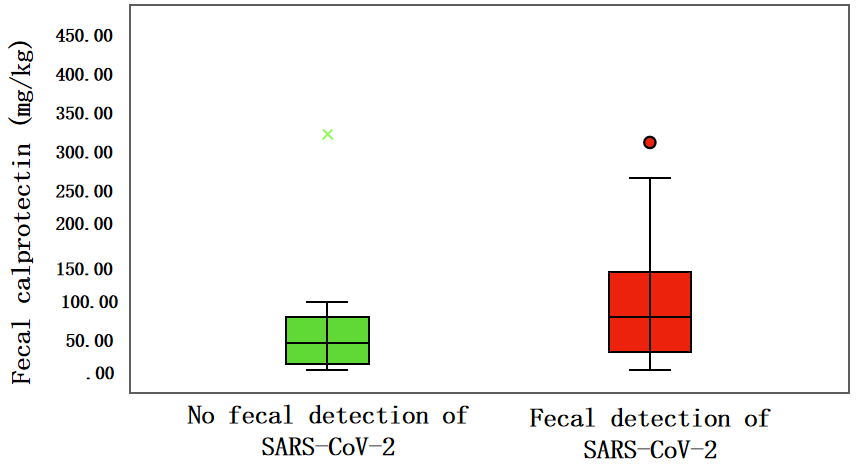 Fecal calprotectin (mg/kg)
450.00
400.00
350.00
300.00
250.00
200.00
150.00
100.00
50.00
.00
No fecal detection of
SARS-CoV-2
Fecal detection of
SARS-CoV-2